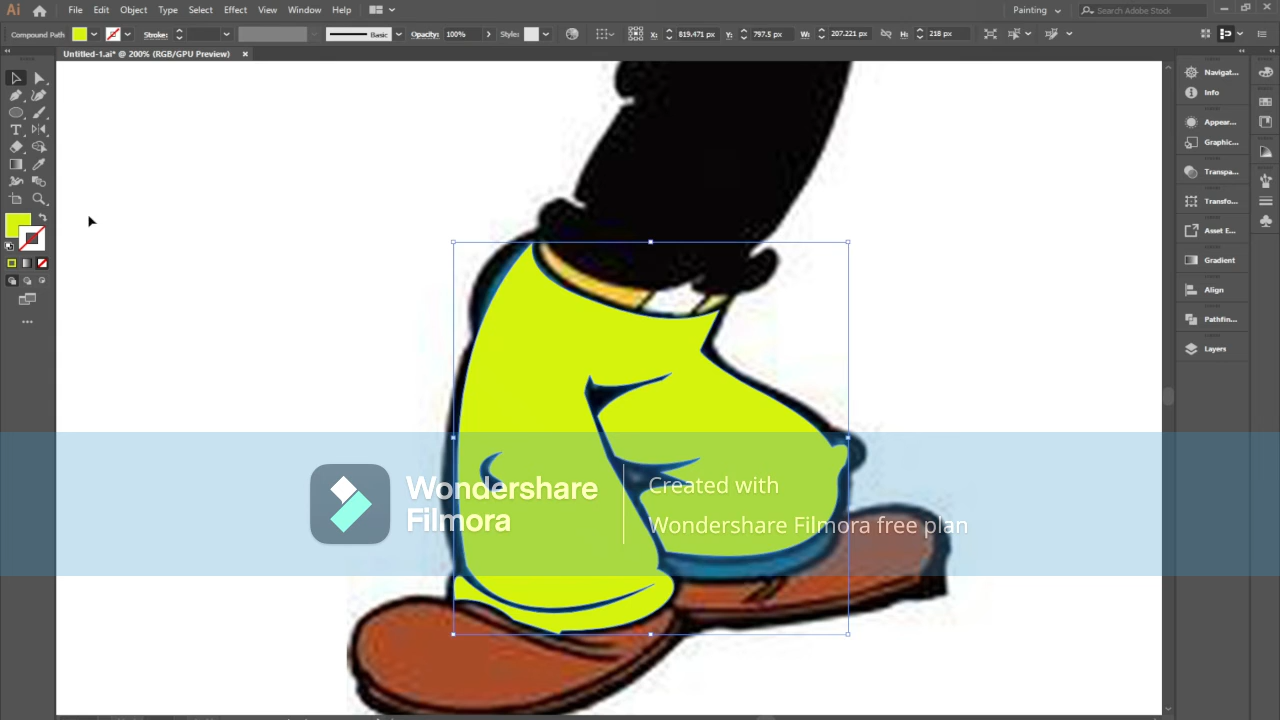 Ai File Edit Object Type Select Effect View Window Help Painting Search Adobe Stock
Compound Path Stroke: Basic Opacity: 100% Style: X: 819.471 px Y: 797.5 px W: 207.221 px H: 218 px
Untitled-1.ai* @ 200% (RGB/GPU Preview) ×
Navigat...
Info
Appear...
Graphic...
Transpa...
Transfo...
Asset E...
Gradient
Align
Pathfin...
Layers
Wondershare
Filmora
Created with
Wondershare Filmora free plan